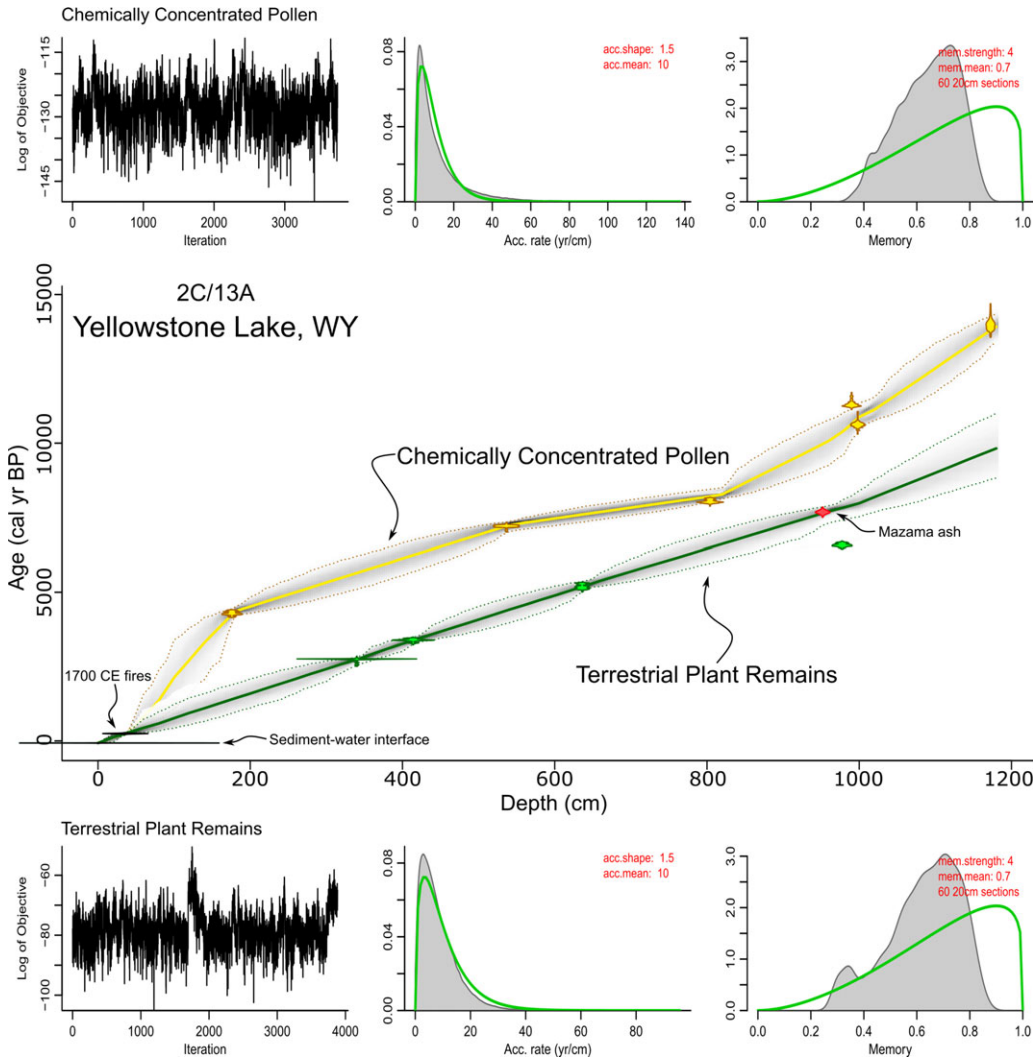 Chemically Concentrated Pollen
Log of Objective
−115
−130
−145
0 1000 2000 3000
Iteration
0.08
0.04
0.00
acc.shape: 1.5
acc.mean: 10
0 20 40 60 80 100 120 140
Acc. rate (yr/cm)
3.0
2.0
1.0
0.0
mem.strength: 4
mem.mean: 0.7
60 20cm sections
0.0 0.2 0.4 0.6 0.8 1.0
Memory
2C/13A
Yellowstone Lake, WY
Age (cal yr BP)
15000
10000
5000
0
Chemically Concentrated Pollen
Mazama ash
Terrestrial Plant Remains
1700 CE fires
Sediment-water interface
0 200 400 600 800 1000 1200
Depth (cm)
Terrestrial Plant Remains
Log of Objective
−60
−80
−100
0 1000 2000 3000 4000
Iteration
0.08
0.04
0.00
acc.shape: 1.5
acc.mean: 10
0 20 40 60 80
Acc. rate (yr/cm)
3.0
2.0
1.0
0.0
mem.strength: 4
mem.mean: 0.7
60 20cm sections
0.0 0.2 0.4 0.6 0.8 1.0
Memory